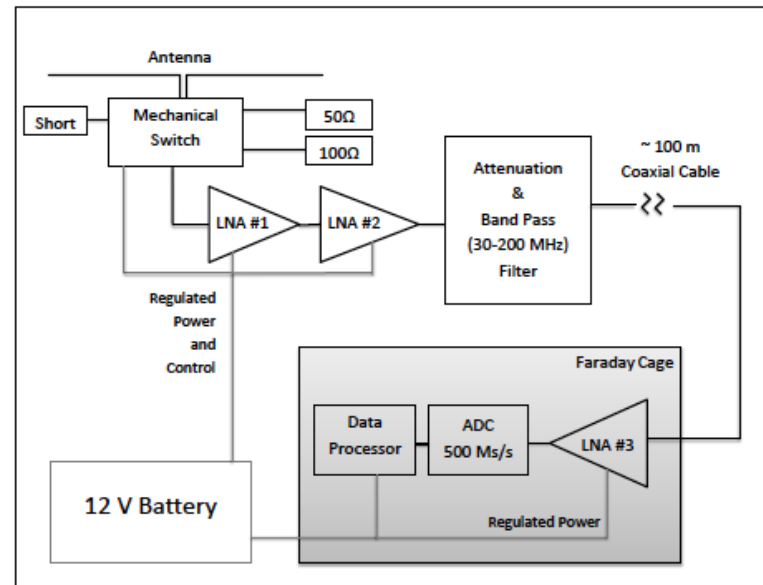 Antenna
Short
Mechanical
Switch
50Ω
100Ω
LNA #1
LNA #2
Attenuation
&
Band Pass
(30-200 MHz)
Filter
~ 100 m
Coaxial Cable
Regulated
Power
and
Control
Faraday Cage
Data
Processor
ADC
500 Ms/s
LNA #3
12 V Battery
Regulated Power